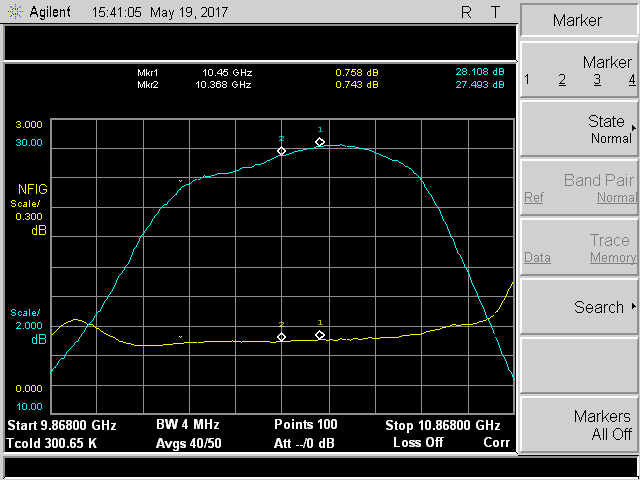 Agilent 15:41:05 May 19, 2017 R T
Mkr1 10.45 GHz 0.758 dB 28.108 dB
Mkr2 10.368 GHz 0.743 dB 27.493 dB
3.000
30.00
NFIG
Scale/
0.300
dB
Scale/
2.000
dB
0.000
10.00
2 1
2 1
Start 9.86800 GHz BW 4 MHz Points 100 Stop 10.86800 GHz
Tcold 300.65 K Avgs 40/50 Att --/0 dB Loss Off Corr
Marker
Marker
1 2 3 4
State
Normal
Band Pair
Ref Normal
Trace
Data Memory
Search
Markers
All Off